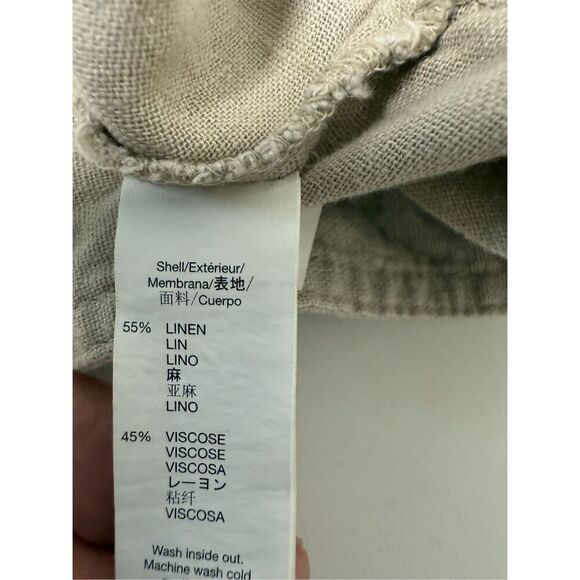 Shell/Extérieur/
Membrana/表地/
面料/Cuerpo
55% LINEN
LIN
LINO
麻
亚麻
LINO
45% VISCOSE
VISCOSE
VISCOSA
レーヨン
粘纤
VISCOSA
Wash inside out.
Machine wash cold